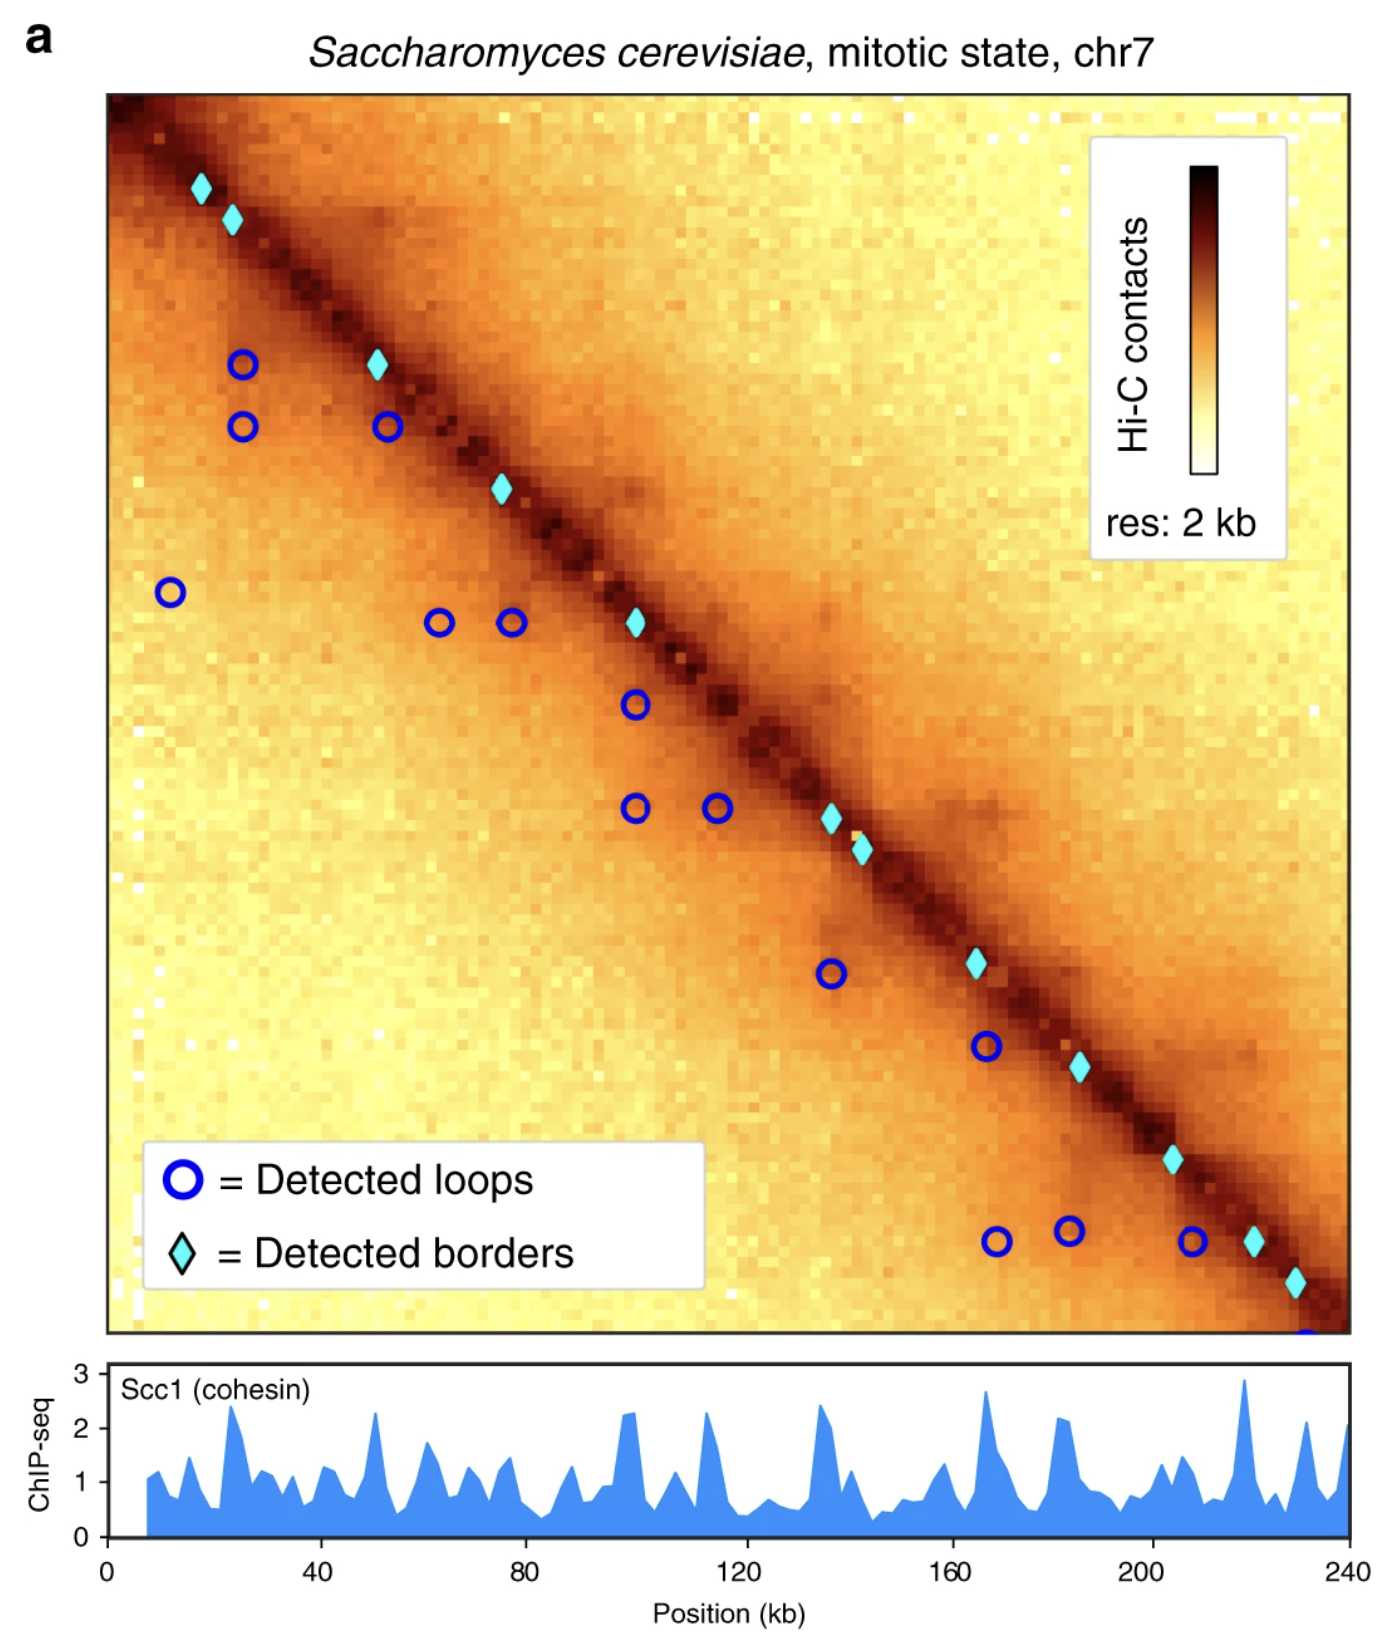 a
Saccharomyces cerevisiae, mitotic state, chr7
Hi-C contacts
res: 2 kb
= Detected loops
= Detected borders
Scc1 (cohesin)
ChIP-seq
3
2
1
0
0 40 80 120 160 200 240
Position (kb)